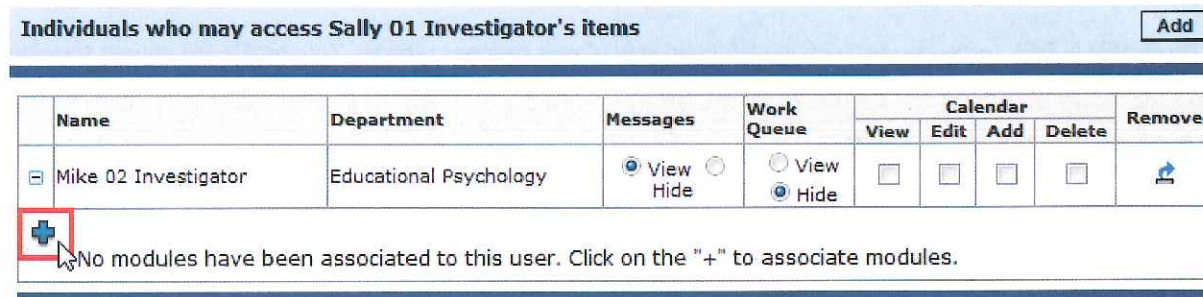 Individuals who may access Sally 01 Investigator's items
Add
Name
Department
Messages
Work
Queue
Calendar
View
Edit
Add
Delete
Remove
Mike 02 Investigator
Educational Psychology
View
Hide
View
Hide
No modules have been associated to this user. Click on the "+" to associate modules.